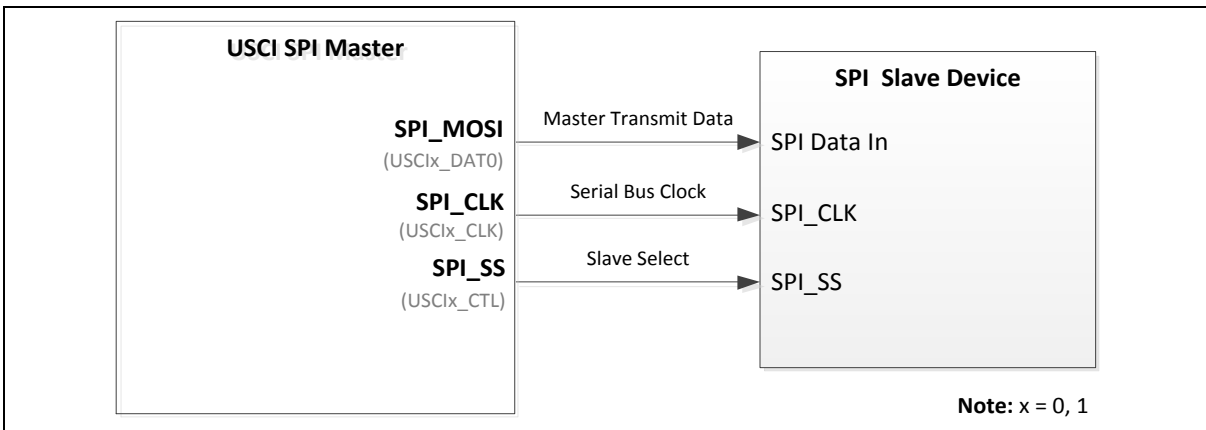 USCI SPI Master
SPI_MOSI
(USCIx_DAT0)
SPI_CLK
(USCIx_CLK)
SPI_SS
(USCIx_CTL)
Master Transmit Data
Serial Bus Clock
Slave Select
SPI Slave Device
SPI Data In
SPI_CLK
SPI_SS
Note: x = 0, 1